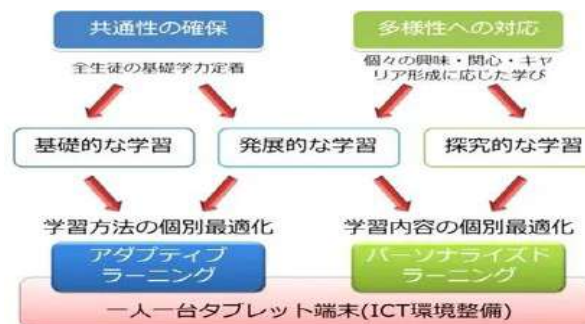 共通性の確保
多様性への対応
全生徒の基礎学力定着
個々の興味・関心・キャ
リア形成に応じた学び
基礎的な学習
発展的な学習
探究的な学習
学習方法の個別最適化
学習内容の個別最適化
アダプティブ
ラーニング
パーソナライズド
ラーニング
一人一台タブレット端末(ICT環境整備)